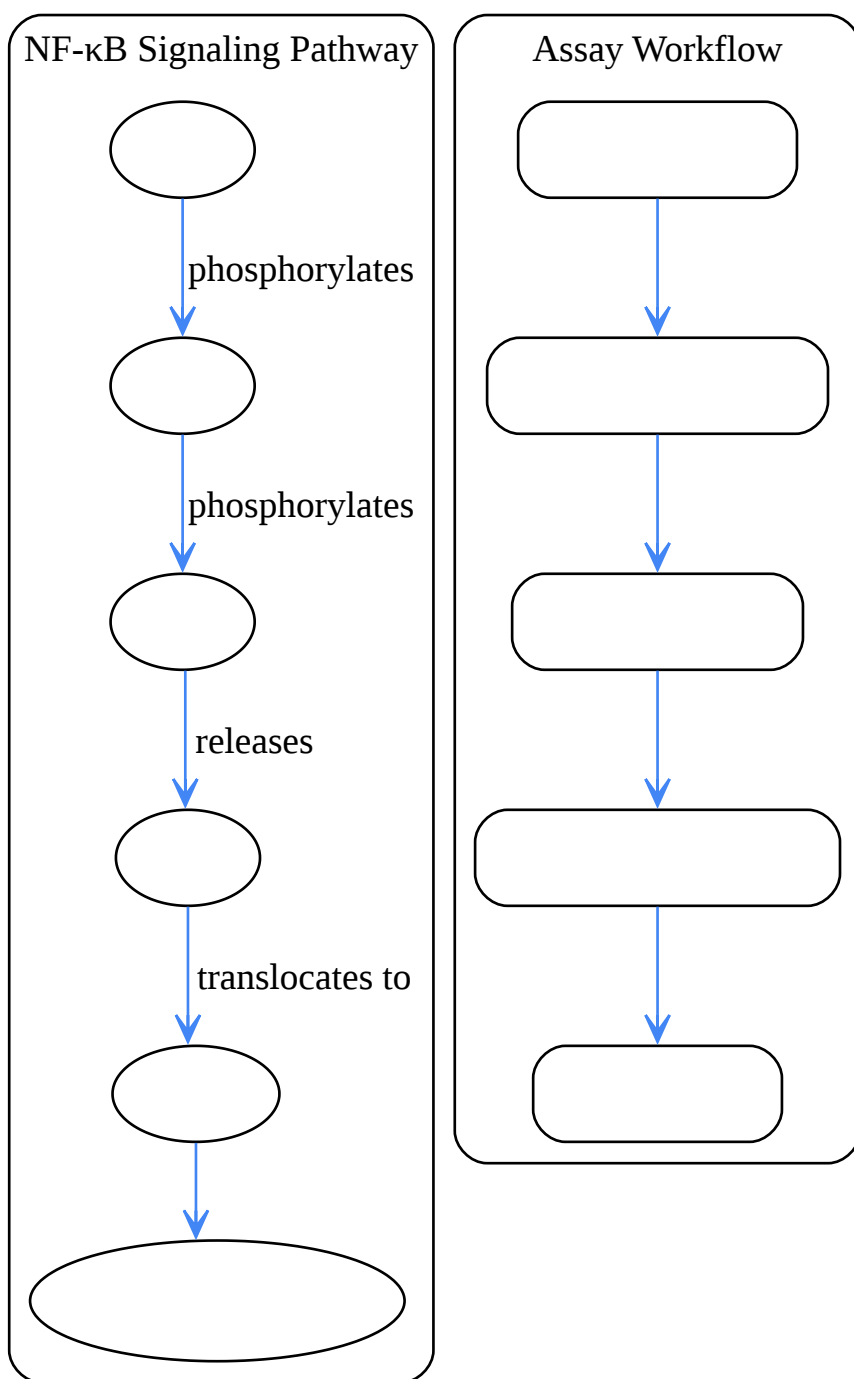 NF-κB Signaling Pathway
phosphorylates
phosphorylates
releases
translocates to
Assay Workflow